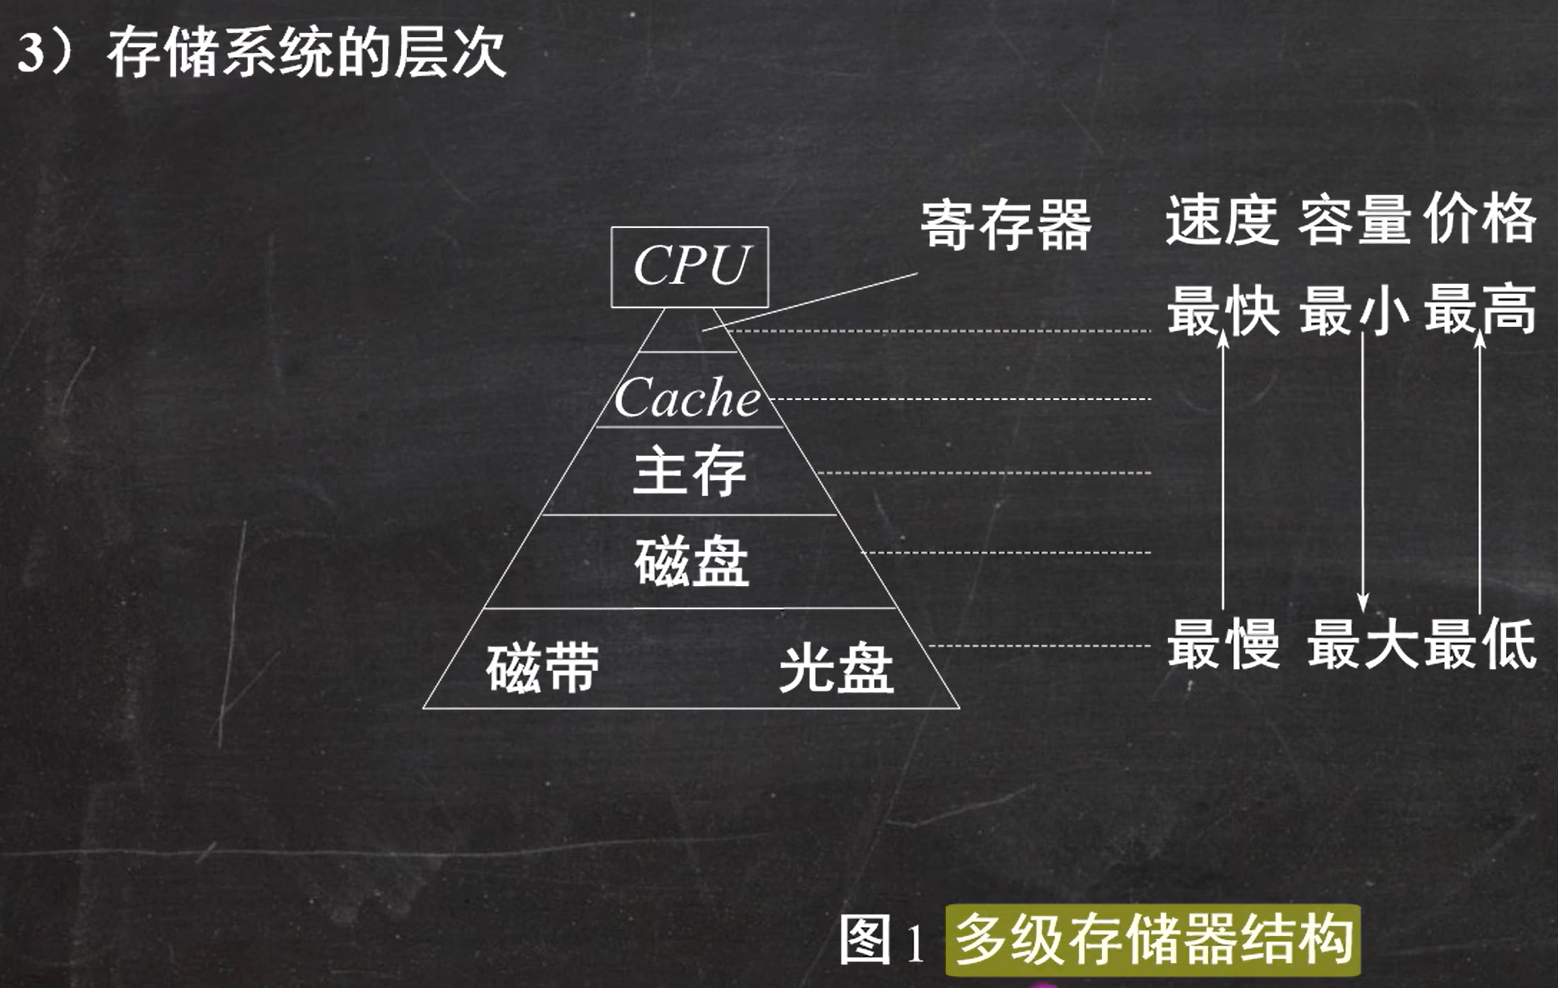 3）存储系统的层次
寄存器
速度 容量 价格
CPU
最快 最小 最高
Cache
主存
磁盘
磁带 光盘
最慢 最大 最低
图1 多级存储器结构